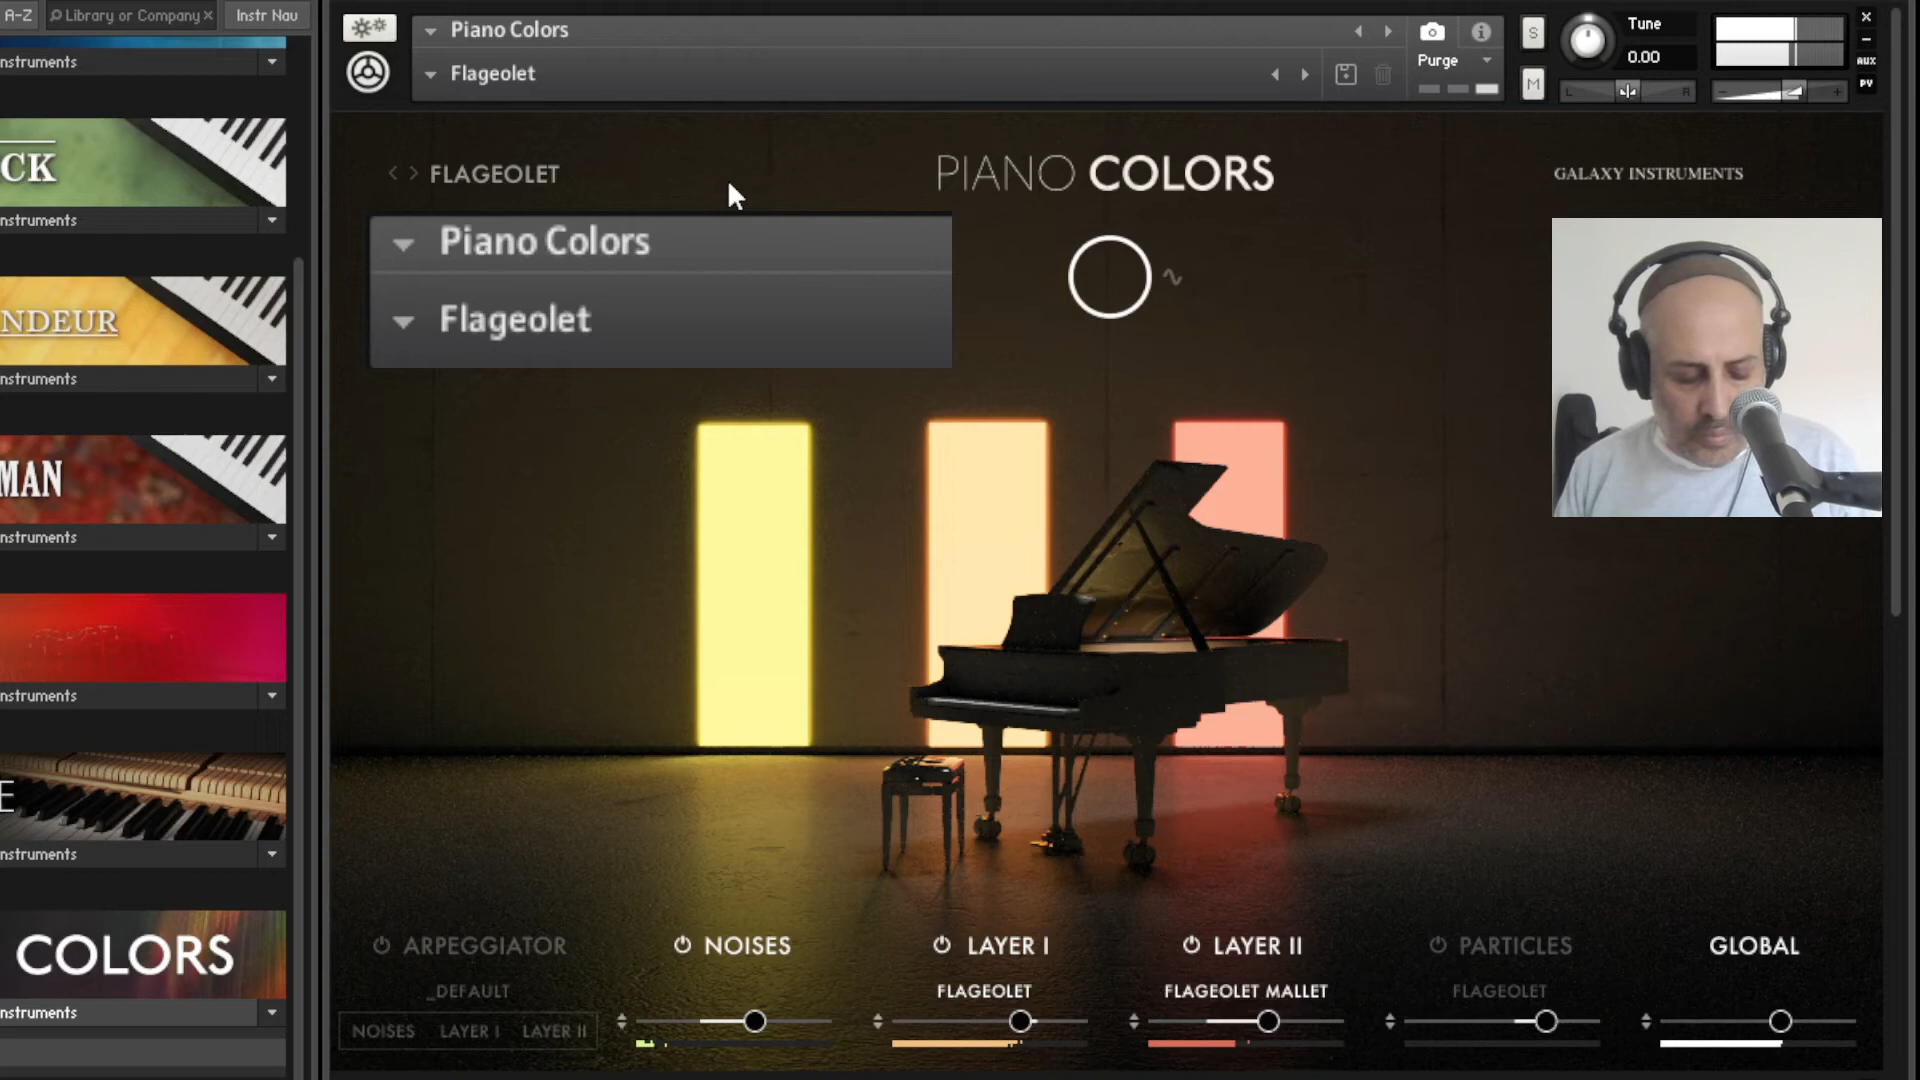 A-Z
Library or Company
Instr Nav
nstruments
CK
nstruments
NDEUR
nstruments
MAN
nstruments
nstruments
E
nstruments
COLORS
nstruments
Piano Colors
Flageolet
Purge
S
M
Tune
0.00
L
R
AUX
PV
FLAGEOLET
PIANO COLORS
GALAXY INSTRUMENTS
Piano Colors
Flageolet
ARPEGGIATOR
_DEFAULT
NOISES LAYER I LAYER II
NOISES
LAYER I
FLAGEOLET
LAYER II
FLAGEOLET MALLET
PARTICLES
FLAGEOLET
GLOBAL